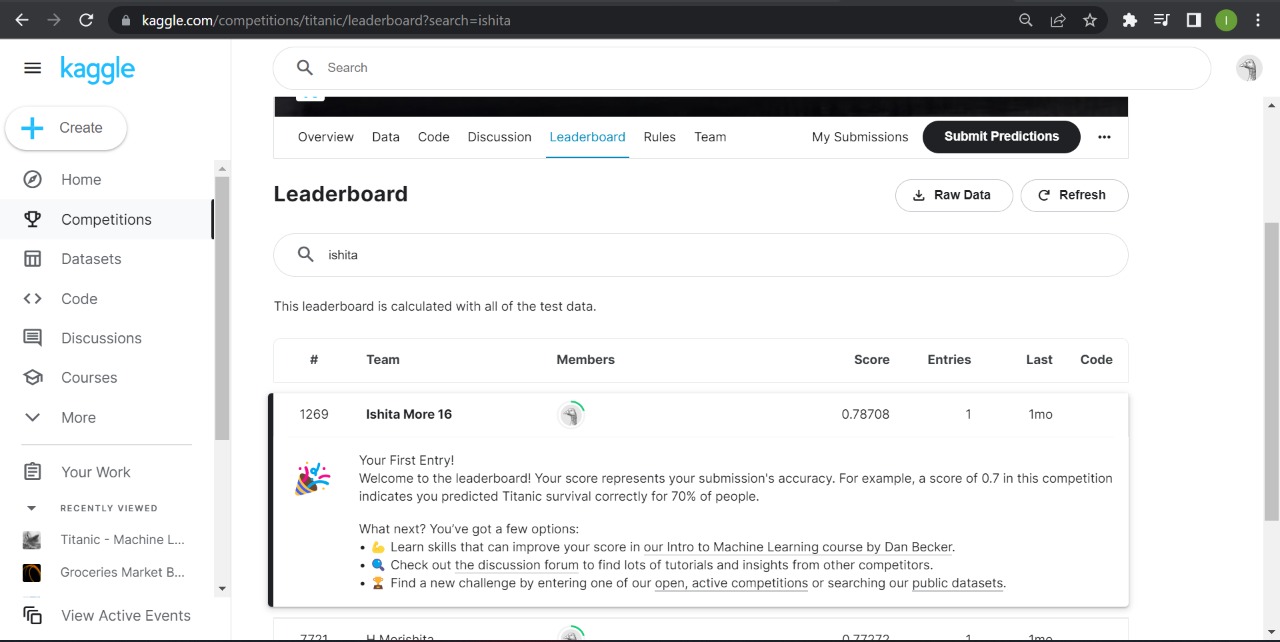 kaggle.com/competitions/titanic/leaderboard?search=ishita
I
kaggle
Search
Create
Overview Data Code Discussion Leaderboard Rules Team My Submissions Submit Predictions
Home
Competitions
Datasets
Code
Discussions
Courses
More
Your Work
RECENTLY VIEWED
Titanic - Machine L...
Groceries Market B...
View Active Events
Leaderboard
Raw Data
Refresh
ishita
This leaderboard is calculated with all of the test data.
# Team Members Score Entries Last Code
1269 Ishita More 16 0.78708 1 1mo
Your First Entry!
Welcome to the leaderboard! Your score represents your submission's accuracy. For example, a score of 0.7 in this competition
indicates you predicted Titanic survival correctly for 70% of people.
What next? You've got a few options:
• 💪 Learn skills that can improve your score in our Intro to Machine Learning course by Dan Becker.
• 🔍 Check out the discussion forum to find lots of tutorials and insights from other competitors.
• 🏆 Find a new challenge by entering one of our open, active competitions or searching our public datasets.
7721 H Morishita 0.77272 1 1mo